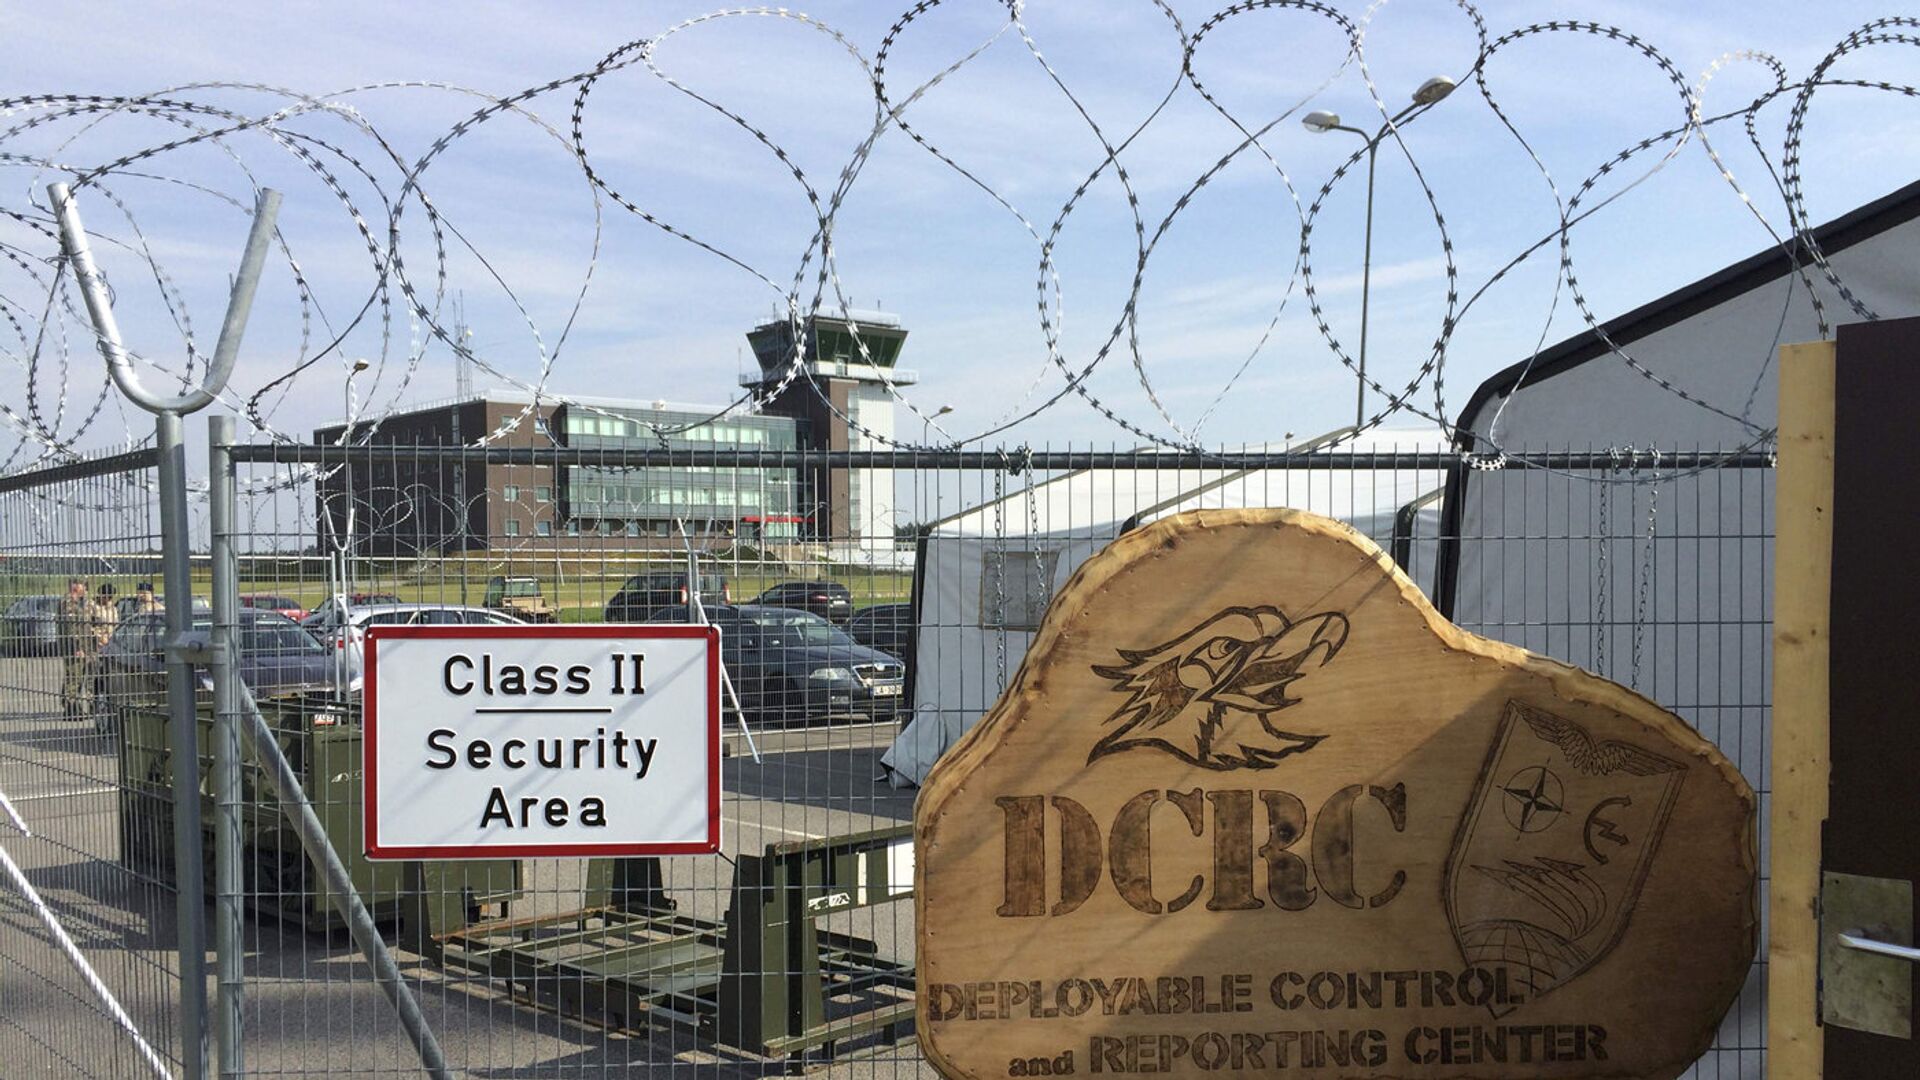 Class II
Security
Area
DCRC
DEPLOYABLE CONTROL
and REPORTING CENTER